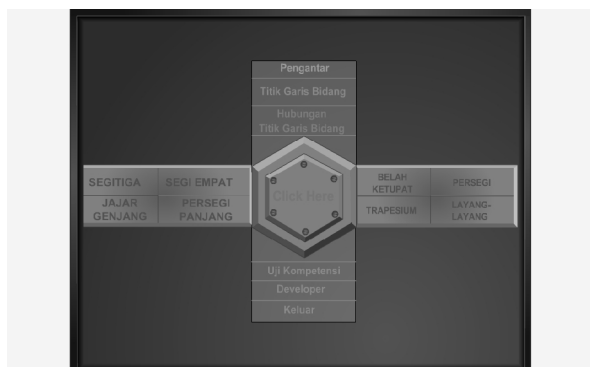 Pengantar
Titik Garis Bidang
Hubungan
Titik Garis Bidang
SEGITIGA
SEGI EMPAT
JAJAR
GENJANG
PERSEGI
PANJANG
Click Here
BELAH
KETUPAT
PERSEGI
TRAPESIUM
LAYANG-
LAYANG
Uji Kompetensi
Developer
Keluar